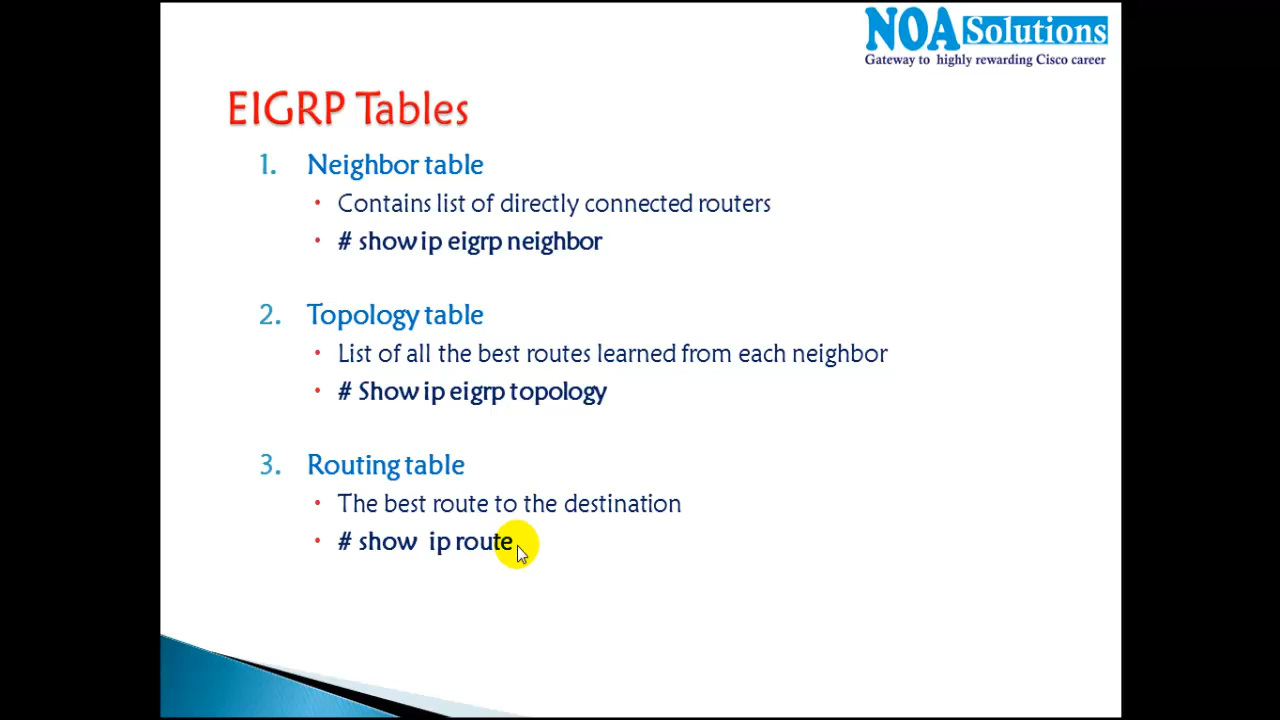 NOA Solutions
Gateway to highly rewarding Cisco career
EIGRP Tables
1. Neighbor table
• Contains list of directly connected routers
• # show ip eigrp neighbor
2. Topology table
• List of all the best routes learned from each neighbor
• # Show ip eigrp topology
3. Routing table
• The best route to the destination
• # show ip route